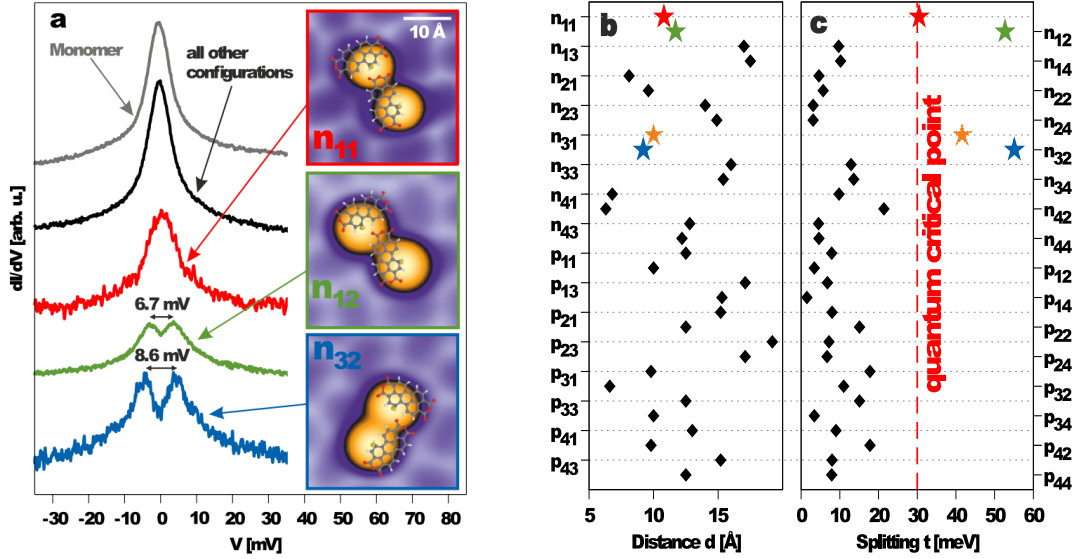 a
Monomer
all other
configurations
10 Å
n11
n12
n32
6.7 mV
8.6 mV
dI/dV [arb. u.]
-30 -20 -10 0 10 20 30 40 50 60 70 80
V [mV]
b
c
n11
n13
n21
n23
n31
n33
n41
n43
p11
p13
p21
p23
p31
p33
p41
p43
n12
n14
n22
n24
n32
n34
n42
n44
p12
p14
p22
p24
p32
p34
p42
p44
quantum critical point
5 10 15
Distance d [Å]
0 10 20 30 40 50 60
Splitting t [meV]